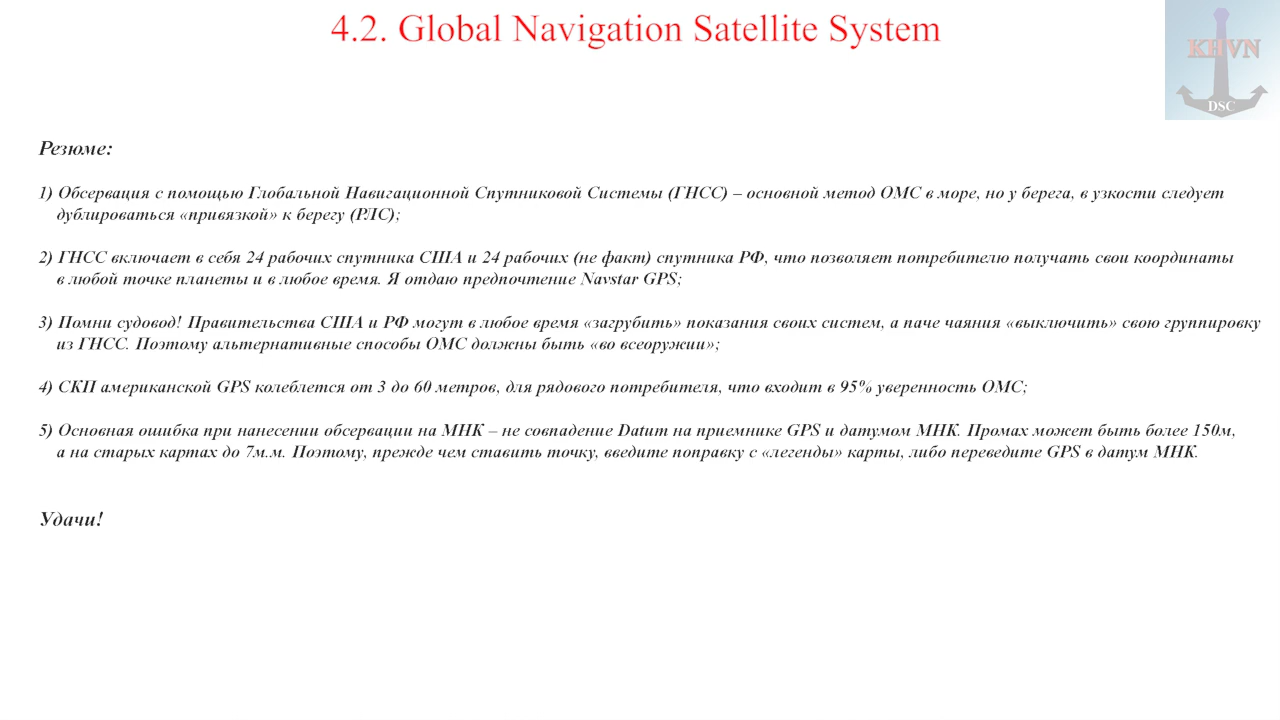 4.2. Global Navigation Satellite System
KHVN
DSC
Резюме:
1) Обсервация с помощью Глобальной Навигационной Спутниковой Системы (ГНСС) – основной метод ОМС в море, но у берега, в узкости следует
дублироваться «привязкой» к берегу (РЛС);
2) ГНСС включает в себя 24 рабочих спутника США и 24 рабочих (не факт) спутника РФ, что позволяет потребителю получать свои координаты
в любой точке планеты и в любое время. Я отдаю предпочтение Navstar GPS;
3) Помни судовод! Правительства США и РФ могут в любое время «загрубить» показания своих систем, а паче чаяния «выключить» свою группировку
из ГНСС. Поэтому альтернативные способы ОМС должны быть «во всеоружии»;
4) СКП американской GPS колеблется от 3 до 60 метров, для рядового потребителя, что входит в 95% уверенность ОМС;
5) Основная ошибка при нанесении обсервации на МНК – не совпадение Datum на приемнике GPS и датумом МНК. Промах может быть более 150м,
а на старых картах до 7м.м. Поэтому, прежде чем ставить точку, введите поправку с «легенды» карты, либо переведите GPS в датум МНК.
Удачи!